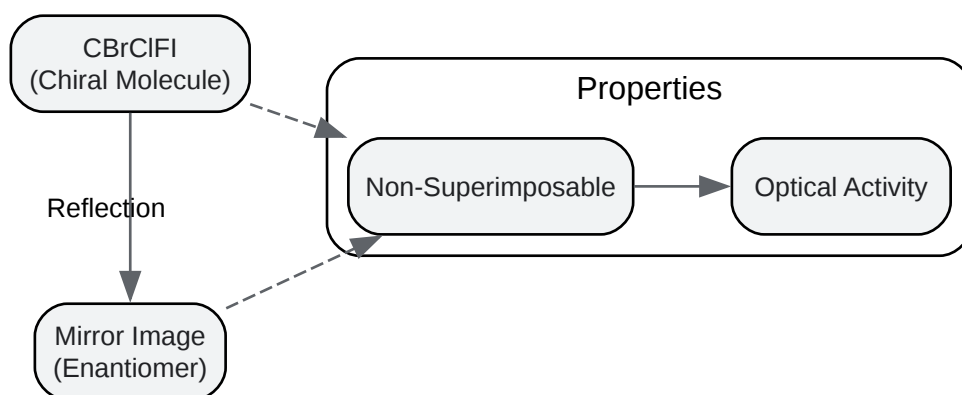 CBrClFI
(Chiral Molecule)
Properties
Non-Superimposable
Optical Activity
Reflection
Mirror Image
(Enantiomer)